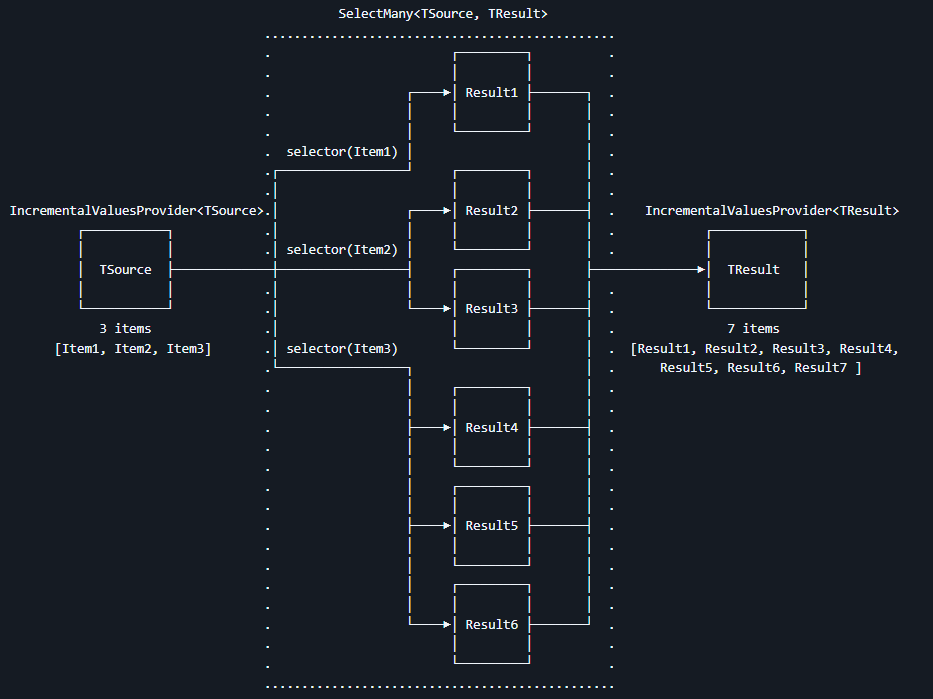 SelectMany<TSource, TResult>
Result1
selector(Item1)
IncrementalValuesProvider<TSource>
Result2
IncrementalValuesProvider<TResult>
selector(Item2)
TSource
TResult
Result3
3 items
7 items
[Item1, Item2, Item3]
selector(Item3)
[Result1, Result2, Result3, Result4,
Result5, Result6, Result7 ]
Result4
Result5
Result6